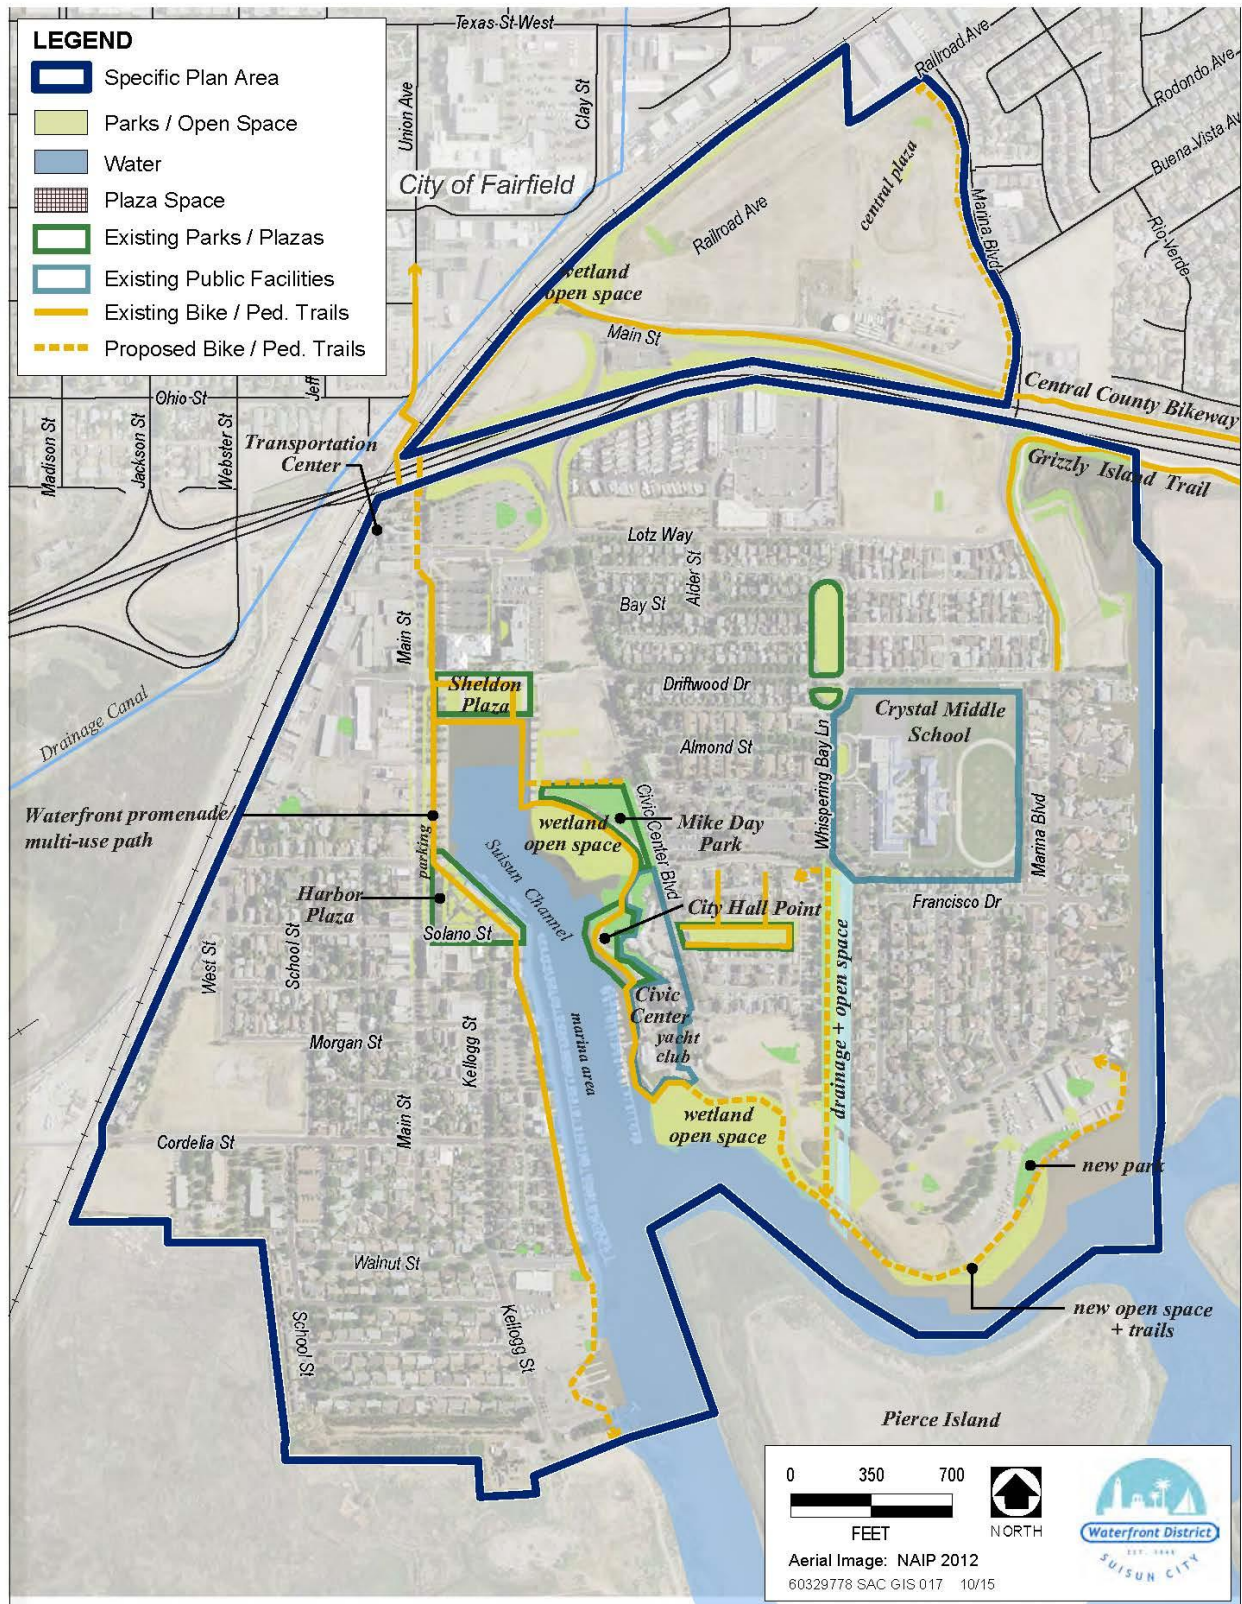 LEGEND
Specific Plan Area
Parks / Open Space
Water
Plaza Space
Existing Parks / Plazas
Existing Public Facilities
Existing Bike / Ped. Trails
Proposed Bike / Ped. Trails
Texas St West
Union Ave
Clay St
Railroad Ave
Rodondo Ave
Buena Vista Av
City of Fairfield
Railroad Ave
central plaza
Marina Blvd
Rio Verde
wetland
open space
Main St
Jeff
Ohio St
Madison St
Jackson St
Webster St
Central County Bikeway
Grizzly Island Trail
Transportation
Center
Lotz Way
Alder St
Bay St
Main St
Sheldon
Plaza
Driftwood Dr
Drainage Canal
Almond St
Whispering Bay Ln
Crystal Middle
School
Waterfront promenade/
multi-use path
parking
wetland
open space
Civic Center Blvd
Mike Day
Park
Marina Blvd
Suisun Channel
Harbor
Plaza
City Hall Point
Francisco Dr
Solano St
West St
School St
drainage + open space
Civic
Center
yacht
club
marina area
Morgan St
Kellogg St
Main St
wetland
open space
Cordelia St
new park
Walnut St
School St
Kellogg St
new open space
+ trails
Pierce Island
0 350 700
FEET
NORTH
Aerial Image: NAIP 2012
60329778 SAC GIS 017 10/15
Waterfront District
SUISUN CITY